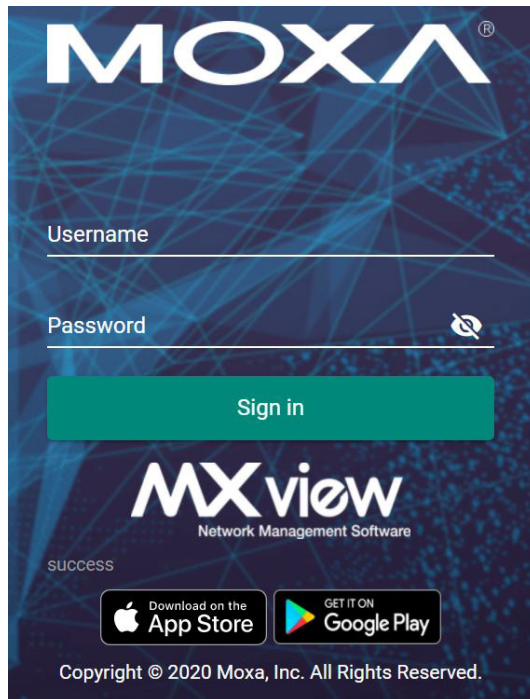 MOXA®
Username
Password
Sign in
MXview
Network Management Software
success
Download on the
App Store
GET IT ON
Google Play
Copyright © 2020 Moxa, Inc. All Rights Reserved.